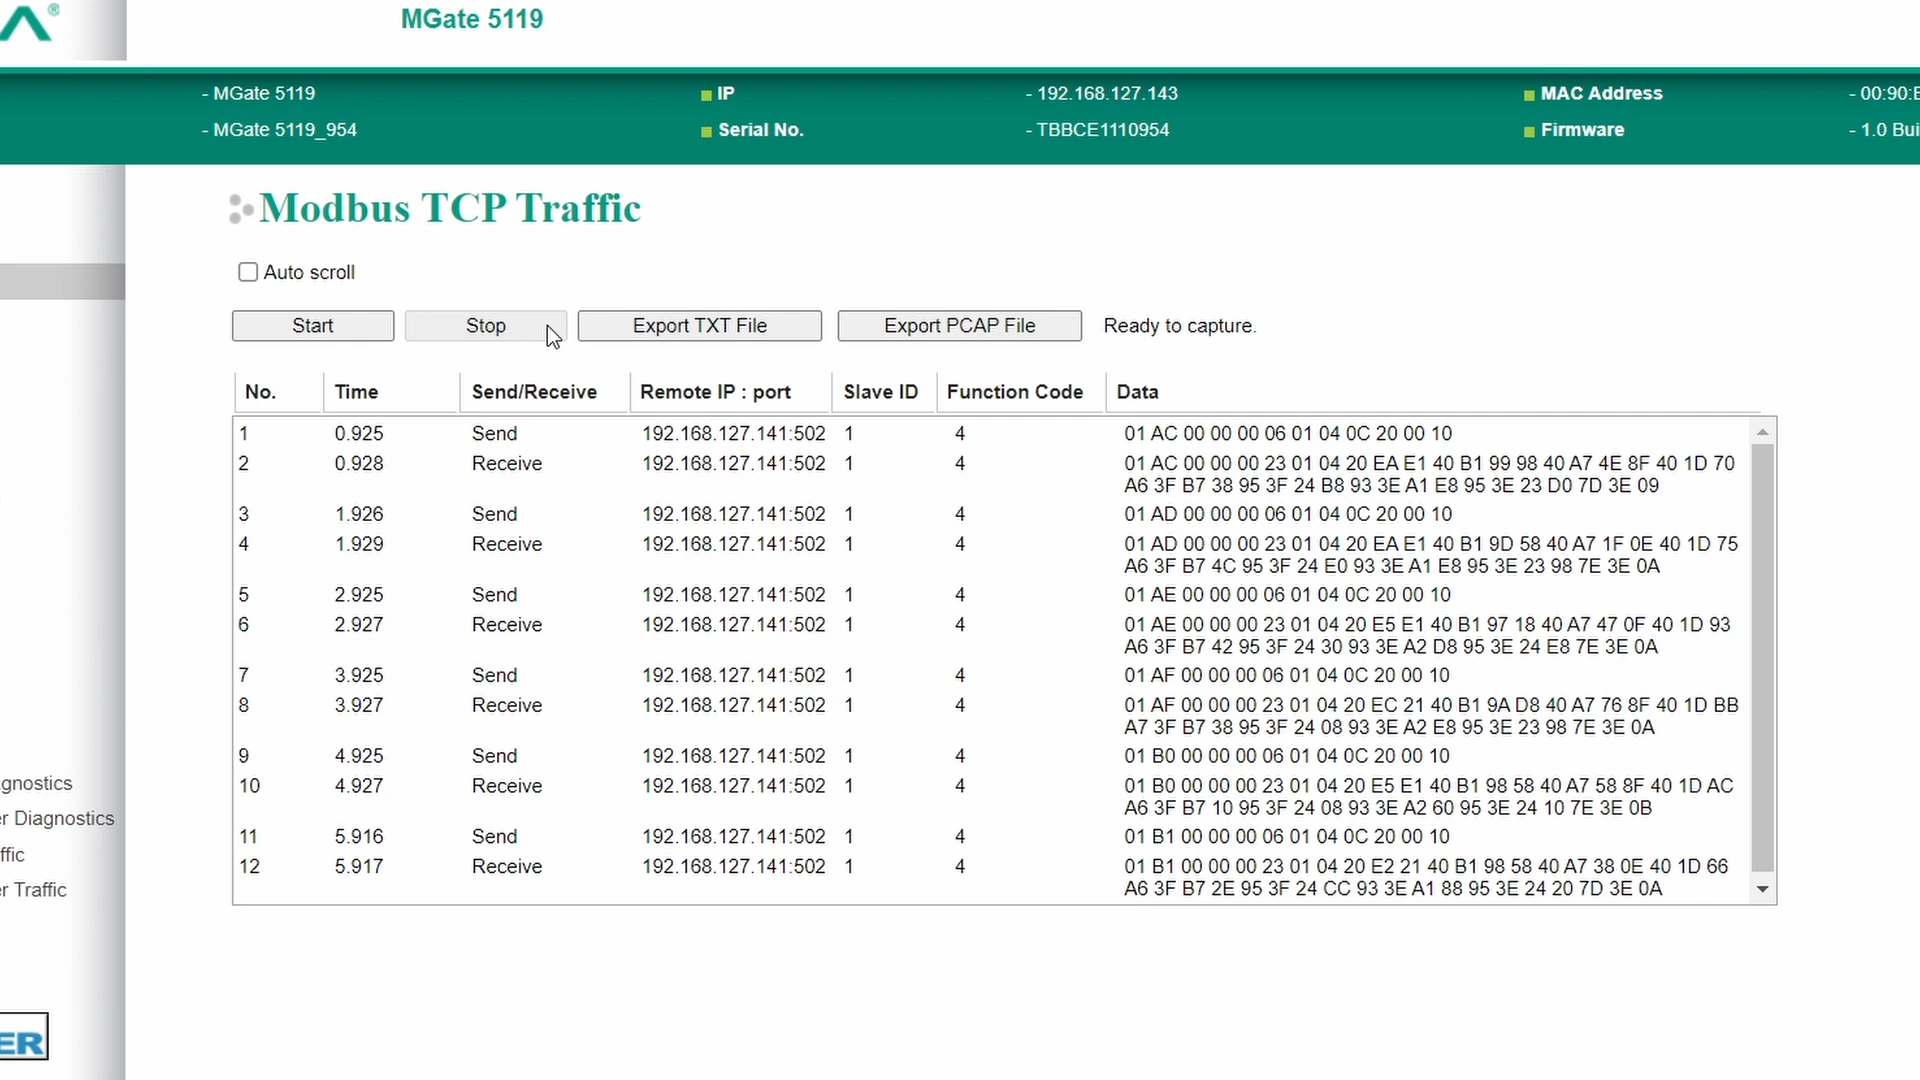 MGate 5119
- MGate 5119
IP
- 192.168.127.143
MAC Address
- 00:90:E
- MGate 5119_954
Serial No.
- TBBCE1110954
Firmware
- 1.0 Bui
Modbus TCP Traffic
Auto scroll
Start Stop Export TXT File Export PCAP File Ready to capture.
No. Time Send/Receive Remote IP : port Slave ID Function Code Data
1 0.925 Send 192.168.127.141:502 1 4 01 AC 00 00 00 06 01 04 0C 20 00 10
2 0.928 Receive 192.168.127.141:502 1 4 01 AC 00 00 00 23 01 04 20 EA E1 40 B1 99 98 40 A7 4E 8F 40 1D 70
A6 3F B7 38 95 3F 24 B8 93 3E A1 E8 95 3E 23 D0 7D 3E 09
3 1.926 Send 192.168.127.141:502 1 4 01 AD 00 00 00 06 01 04 0C 20 00 10
4 1.929 Receive 192.168.127.141:502 1 4 01 AD 00 00 00 23 01 04 20 EA E1 40 B1 9D 58 40 A7 1F 0E 40 1D 75
A6 3F B7 4C 95 3F 24 E0 93 3E A1 E8 95 3E 23 98 7E 3E 0A
5 2.925 Send 192.168.127.141:502 1 4 01 AE 00 00 00 06 01 04 0C 20 00 10
6 2.927 Receive 192.168.127.141:502 1 4 01 AE 00 00 00 23 01 04 20 E5 E1 40 B1 97 18 40 A7 47 0F 40 1D 93
A6 3F B7 42 95 3F 24 30 93 3E A2 D8 95 3E 24 E8 7E 3E 0A
7 3.925 Send 192.168.127.141:502 1 4 01 AF 00 00 00 06 01 04 0C 20 00 10
8 3.927 Receive 192.168.127.141:502 1 4 01 AF 00 00 00 23 01 04 20 EC 21 40 B1 9A D8 40 A7 76 8F 40 1D BB
A7 3F B7 38 95 3F 24 08 93 3E A2 E8 95 3E 23 98 7E 3E 0A
9 4.925 Send 192.168.127.141:502 1 4 01 B0 00 00 00 06 01 04 0C 20 00 10
10 4.927 Receive 192.168.127.141:502 1 4 01 B0 00 00 00 23 01 04 20 E5 E1 40 B1 98 58 40 A7 58 8F 40 1D AC
A6 3F B7 10 95 3F 24 08 93 3E A2 60 95 3E 24 10 7E 3E 0B
11 5.916 Send 192.168.127.141:502 1 4 01 B1 00 00 00 06 01 04 0C 20 00 10
12 5.917 Receive 192.168.127.141:502 1 4 01 B1 00 00 00 23 01 04 20 E2 21 40 B1 98 58 40 A7 38 0E 40 1D 66
A6 3F B7 2E 95 3F 24 CC 93 3E A1 88 95 3E 24 20 7D 3E 0A
gnostics
er Diagnostics
ffic
er Traffic
ER